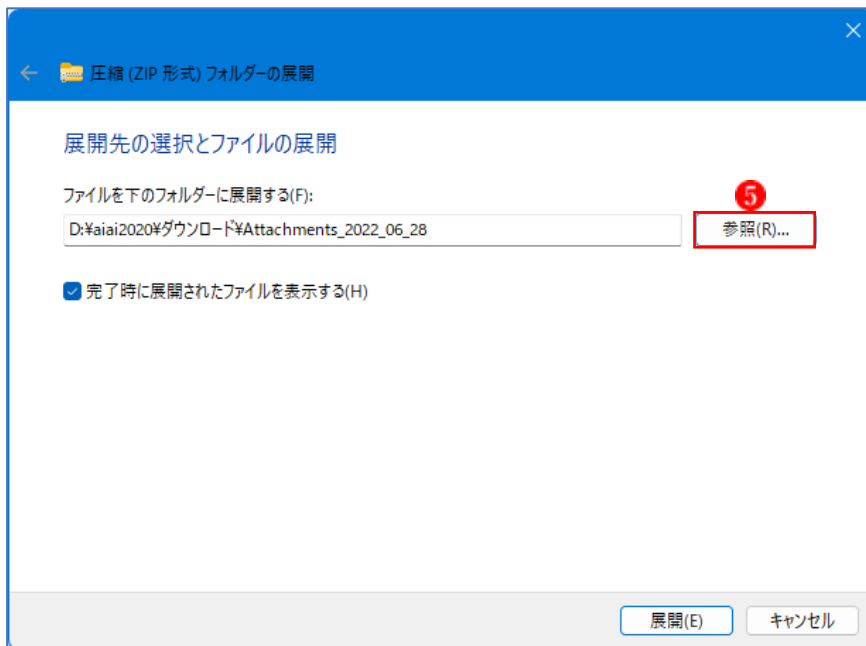 圧縮 (ZIP 形式) フォルダーの展開
展開先の選択とファイルの展開
ファイルを下のフォルダーに展開する(F):
5
D:¥aiai2020¥ダウンロード¥Attachments_2022_06_28 参照(R)...
完了時に展開されたファイルを表示する(H)
展開(E) キャンセル